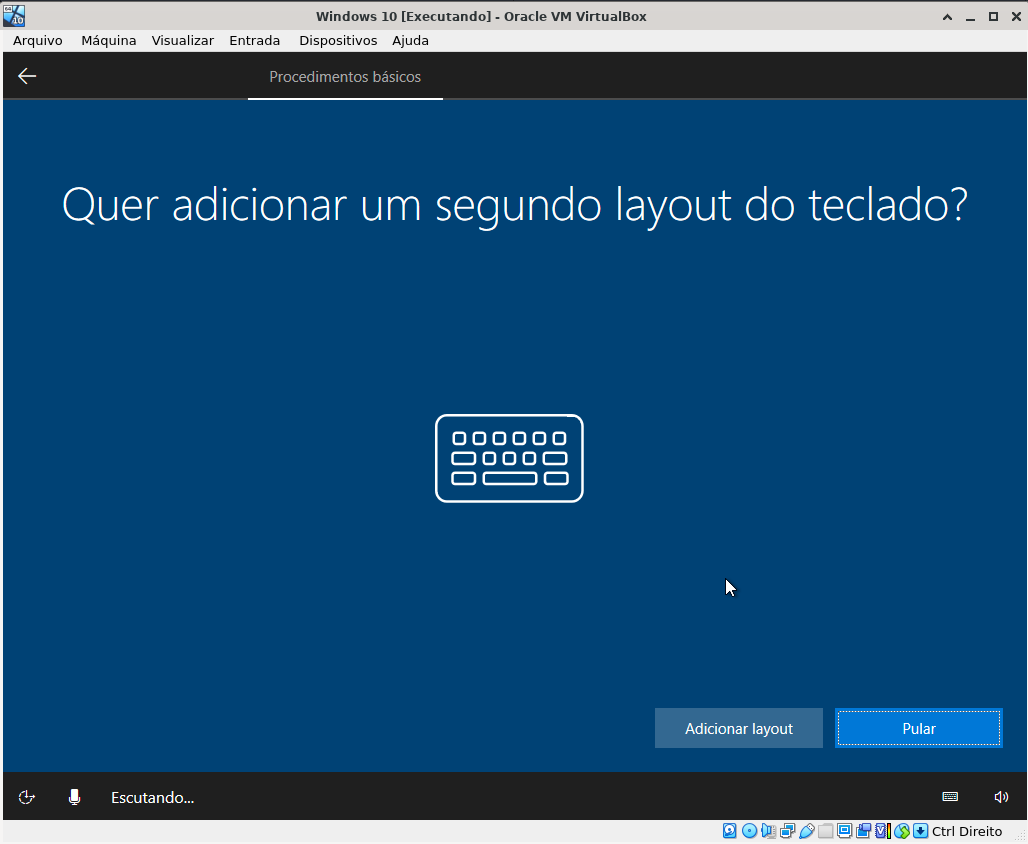 Windows 10 [Executando] - Oracle VM VirtualBox
Arquivo Máquina Visualizar Entrada Dispositivos Ajuda
Procedimentos básicos
Quer adicionar um segundo layout do teclado?
Adicionar layout Pular
Escutando...
Ctrl Direito